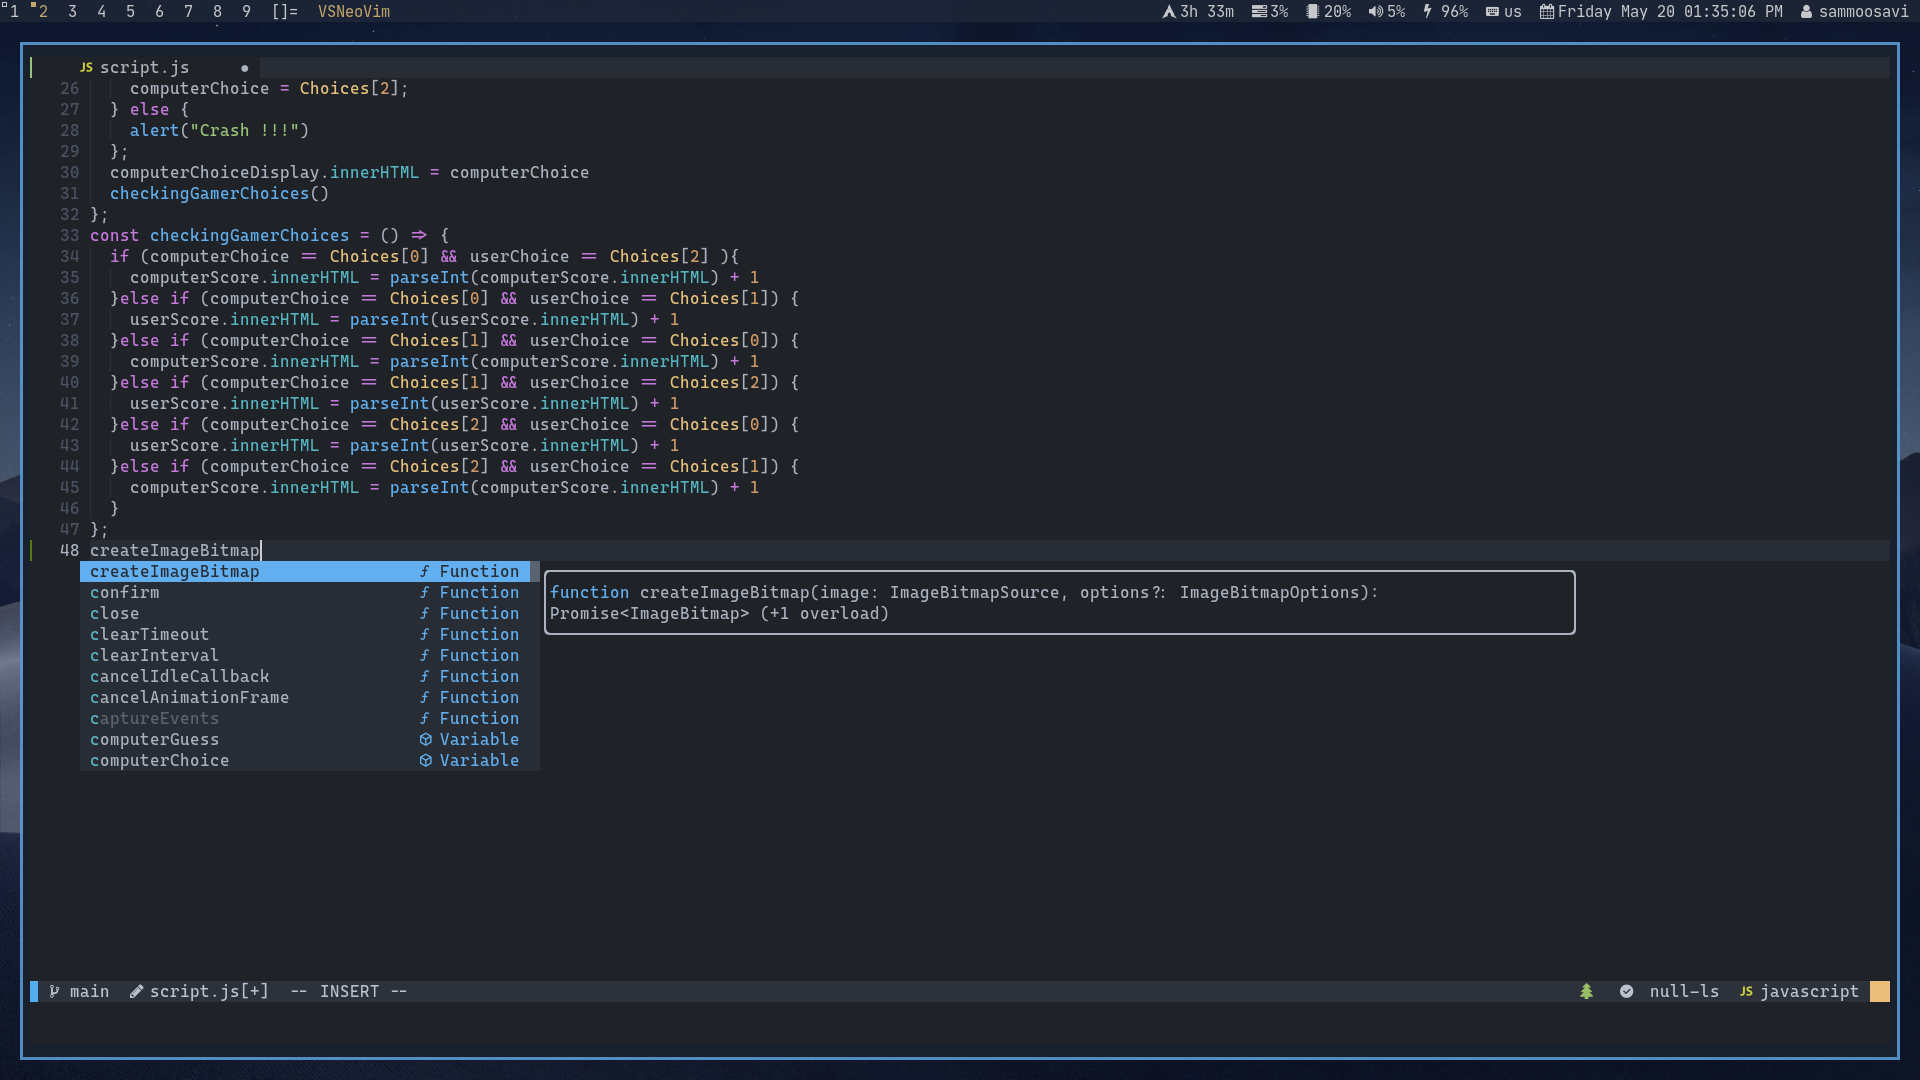 1 2 3 4 5 6 7 8 9 []= VSNeoVim 3h 33m 3% 20% 5% 96% us Friday May 20 01:35:06 PM sammoosavi
JS script.js ●
26 computerChoice = Choices[2];
27 } else {
28 alert("Crash !!!")
29 };
30 computerChoiceDisplay.innerHTML = computerChoice
31 checkingGamerChoices()
32 };
33 const checkingGamerChoices = () => {
34 if (computerChoice == Choices[0] && userChoice == Choices[2] ){
35 computerScore.innerHTML = parseInt(computerScore.innerHTML) + 1
36 }else if (computerChoice == Choices[0] && userChoice == Choices[1]) {
37 userScore.innerHTML = parseInt(userScore.innerHTML) + 1
38 }else if (computerChoice == Choices[1] && userChoice == Choices[0]) {
39 computerScore.innerHTML = parseInt(computerScore.innerHTML) + 1
40 }else if (computerChoice == Choices[1] && userChoice == Choices[2]) {
41 userScore.innerHTML = parseInt(userScore.innerHTML) + 1
42 }else if (computerChoice == Choices[2] && userChoice == Choices[0]) {
43 userScore.innerHTML = parseInt(userScore.innerHTML) + 1
44 }else if (computerChoice == Choices[2] && userChoice == Choices[1]) {
45 computerScore.innerHTML = parseInt(computerScore.innerHTML) + 1
46 }
47 };
48 createImageBitmap
createImageBitmap ƒ Function
confirm ƒ Function
close ƒ Function
clearTimeout ƒ Function
clearInterval ƒ Function
cancelIdleCallback ƒ Function
cancelAnimationFrame ƒ Function
captureEvents ƒ Function
computerGuess Variable
computerChoice Variable
function createImageBitmap(image: ImageBitmapSource, options?: ImageBitmapOptions):
Promise<ImageBitmap> (+1 overload)
main script.js[+] -- INSERT -- null-ls JS javascript